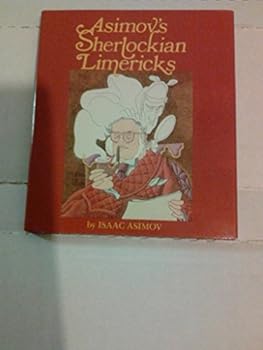 Asimov's
Sherlockian
Limericks
by ISAAC ASIMOV